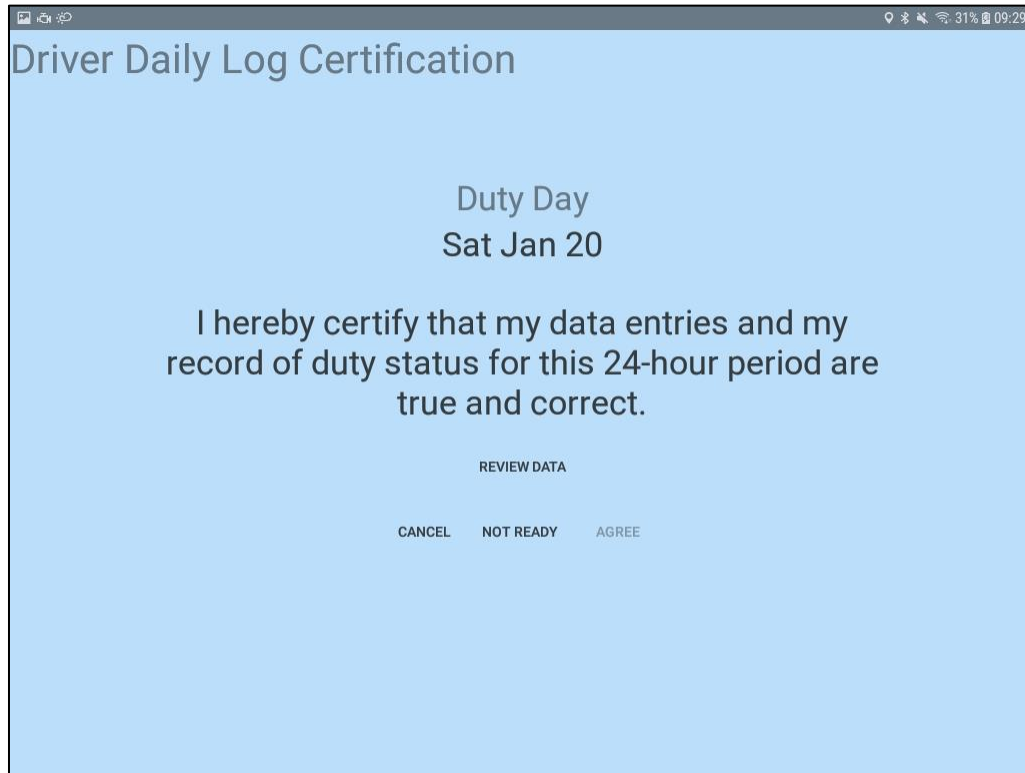 31% 09:29
Driver Daily Log Certification
Duty Day
Sat Jan 20
I hereby certify that my data entries and my
record of duty status for this 24-hour period are
true and correct.
REVIEW DATA
CANCEL NOT READY AGREE